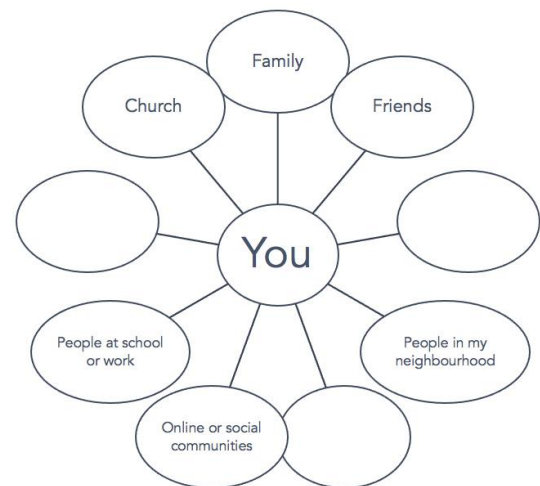 Family
Church
Friends
You
People at school
or work
People in my
neighbourhood
Online or social
communities